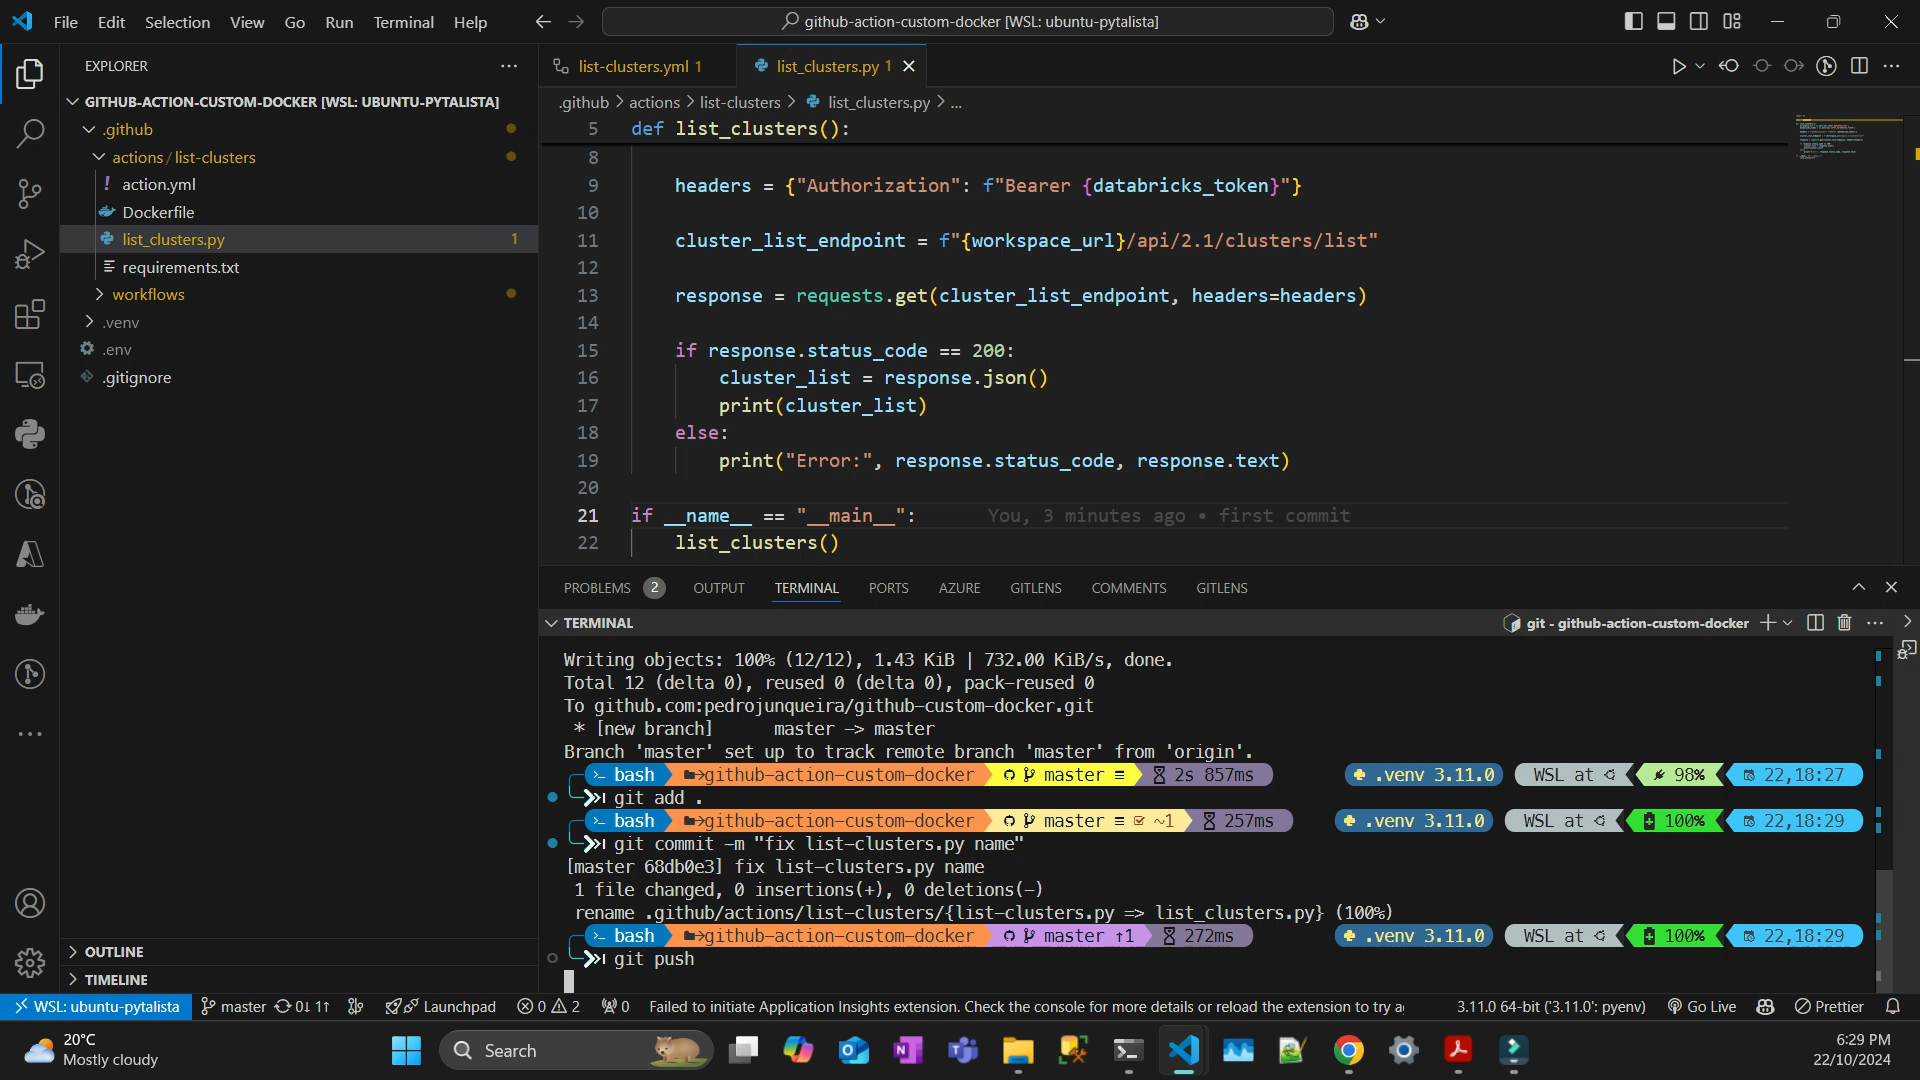 File Edit Selection View Go Run Terminal Help
github-action-custom-docker [WSL: ubuntu-pytalista]
EXPLORER
GITHUB-ACTION-CUSTOM-DOCKER [WSL: UBUNTU-PYTALISTA]
.github
actions / list-clusters
! action.yml
Dockerfile
list_clusters.py 1
requirements.txt
workflows
.venv
.env
.gitignore
OUTLINE
TIMELINE
list-clusters.yml 1
list_clusters.py 1
.github > actions > list-clusters > list_clusters.py > ...
5 def list_clusters():
8
9 headers = {"Authorization": f"Bearer {databricks_token}"}
10
11 cluster_list_endpoint = f"{workspace_url}/api/2.1/clusters/list"
12
13 response = requests.get(cluster_list_endpoint, headers=headers)
14
15 if response.status_code == 200:
16 cluster_list = response.json()
17 print(cluster_list)
18 else:
19 print("Error:", response.status_code, response.text)
20
21 if __name__ == "__main__": You, 3 minutes ago • first commit
22 list_clusters()
PROBLEMS 2 OUTPUT TERMINAL PORTS AZURE GITLENS COMMENTS GITLENS
TERMINAL
git - github-action-custom-docker
Writing objects: 100% (12/12), 1.43 KiB | 732.00 KiB/s, done.
Total 12 (delta 0), reused 0 (delta 0), pack-reused 0
To github.com:pedrojunqueira/github-custom-docker.git
* [new branch] master -> master
Branch 'master' set up to track remote branch 'master' from 'origin'.
bash github-action-custom-docker master ≡ 2s 857ms .venv 3.11.0 WSL at 98% 22,18:27
git add .
bash github-action-custom-docker master ≡ ~1 257ms .venv 3.11.0 WSL at 100% 22,18:29
git commit -m "fix list-clusters.py name"
[master 68db0e3] fix list-clusters.py name
1 file changed, 0 insertions(+), 0 deletions(-)
rename .github/actions/list-clusters/{list-clusters.py => list_clusters.py} (100%)
bash github-action-custom-docker master ↑1 272ms .venv 3.11.0 WSL at 100% 22,18:29
git push
WSL: ubuntu-pytalista master 0↓ 1↑ Launchpad 0 2 0 Failed to initiate Application Insights extension. Check the console for more details or reload the extension to try 3.11.0 64-bit ('3.11.0': pyenv) Go Live Prettier
20°C
Mostly cloudy
Search
6:29 PM
22/10/2024